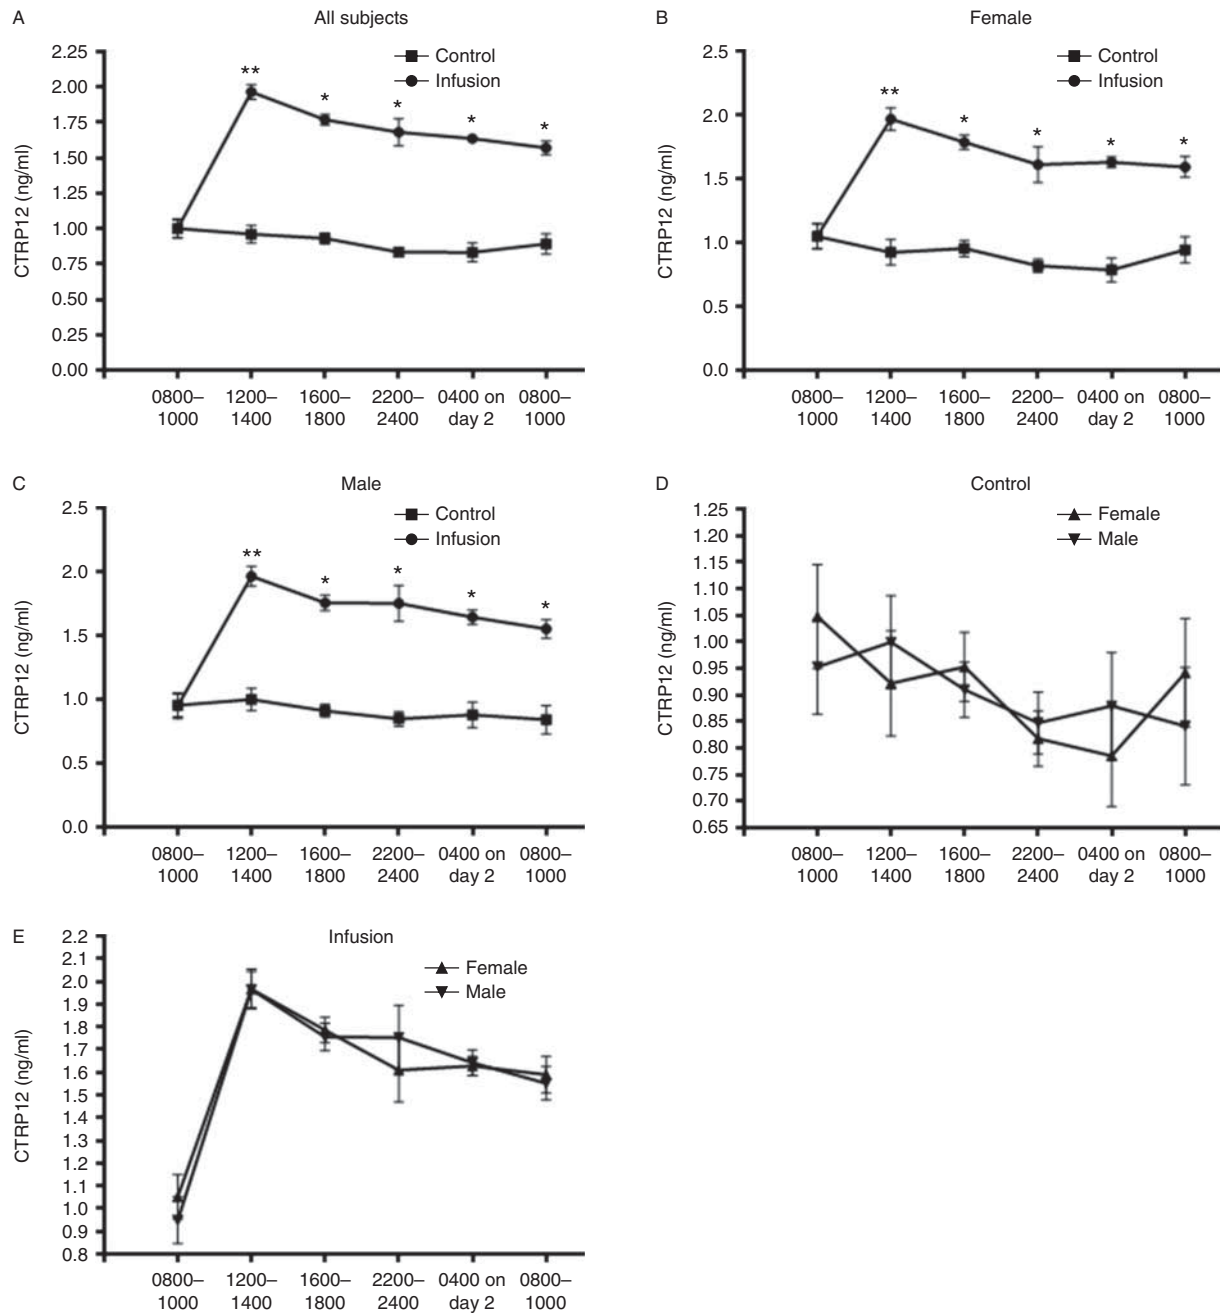 A
All subjects
2.25
2.00
1.75
1.50
1.25
1.00
0.75
0.50
0.25
0.00
CTRP12 (ng/ml)
Control
Infusion
**
*
*
*
*
0800– 1200– 1600– 2200– 0400 on 0800–
1000 1400 1800 2400 day 2 1000
B
Female
2.5
2.0
1.5
1.0
0.5
0.0
CTRP12 (ng/ml)
Control
Infusion
**
*
*
*
*
0800– 1200– 1600– 2200– 0400 on 0800–
1000 1400 1800 2400 day 2 1000
C
Male
2.5
2.0
1.5
1.0
0.5
0.0
CTRP12 (ng/ml)
Control
Infusion
**
*
*
*
*
0800– 1200– 1600– 2200– 0400 on 0800–
1000 1400 1800 2400 day 2 1000
D
Control
1.25
1.20
1.15
1.10
1.05
1.00
0.95
0.90
0.85
0.80
0.75
0.70
0.65
CTRP12 (ng/ml)
Female
Male
0800– 1200– 1600– 2200– 0400 on 0800–
1000 1400 1800 2400 day 2 1000
E
Infusion
2.2
2.1
2.0
1.9
1.8
1.7
1.6
1.5
1.4
1.3
1.2
1.1
1.0
0.9
0.8
CTRP12 (ng/ml)
Female
Male
0800– 1200– 1600– 2200– 0400 on 0800–
1000 1400 1800 2400 day 2 1000